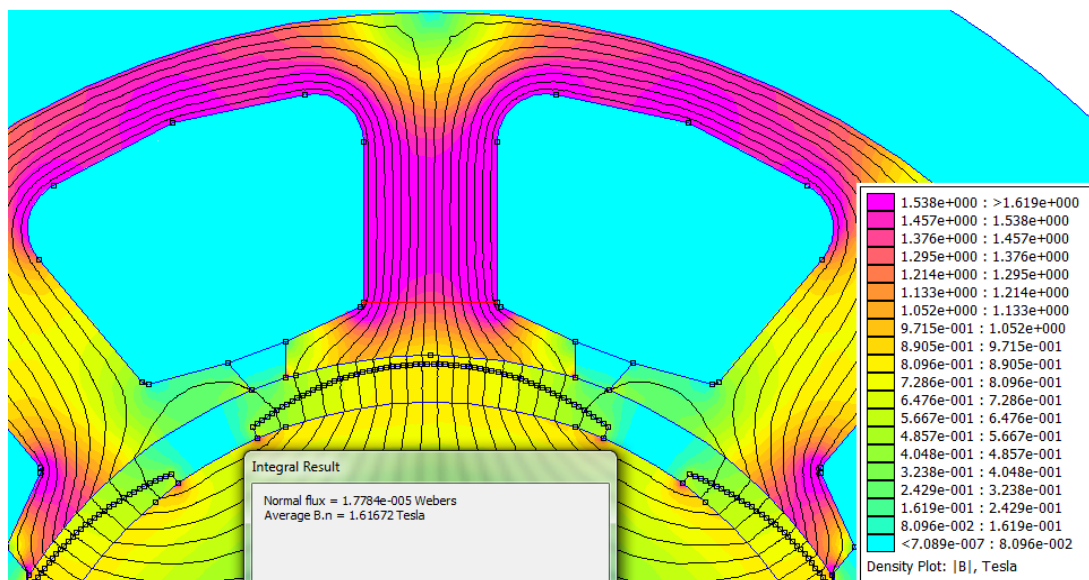 Integral Result
Normal flux = 1.7784e-005 Webers
Average B.n = 1.61672 Tesla
1.538e+000 : >1.619e+000
1.457e+000 : 1.538e+000
1.376e+000 : 1.457e+000
1.295e+000 : 1.376e+000
1.214e+000 : 1.295e+000
1.133e+000 : 1.214e+000
1.052e+000 : 1.133e+000
9.715e-001 : 1.052e+000
8.905e-001 : 9.715e-001
8.096e-001 : 8.905e-001
7.286e-001 : 8.096e-001
6.476e-001 : 7.286e-001
5.667e-001 : 6.476e-001
4.857e-001 : 5.667e-001
4.048e-001 : 4.857e-001
3.238e-001 : 4.048e-001
2.429e-001 : 3.238e-001
1.619e-001 : 2.429e-001
8.096e-002 : 1.619e-001
<7.089e-007 : 8.096e-002
Density Plot: |B|, Tesla